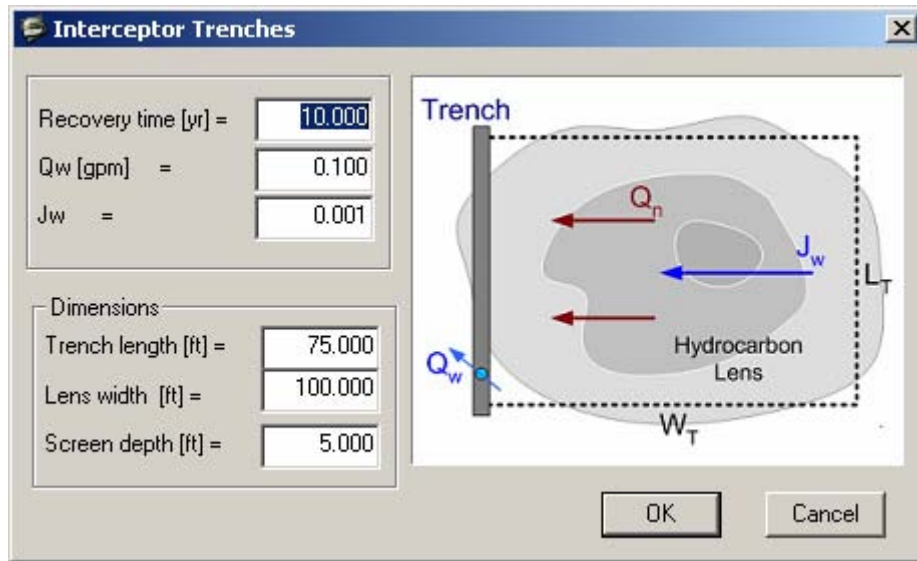 Interceptor Trenches
Recovery time [yr] = 10.000
Qw [gpm] = 0.100
Jw = 0.001
Dimensions
Trench length [ft] = 75.000
Lens width [ft] = 100.000
Screen depth [ft] = 5.000
Trench
Qn
Jw
LT
Hydrocarbon
Lens
Qw
WT
OK
Cancel